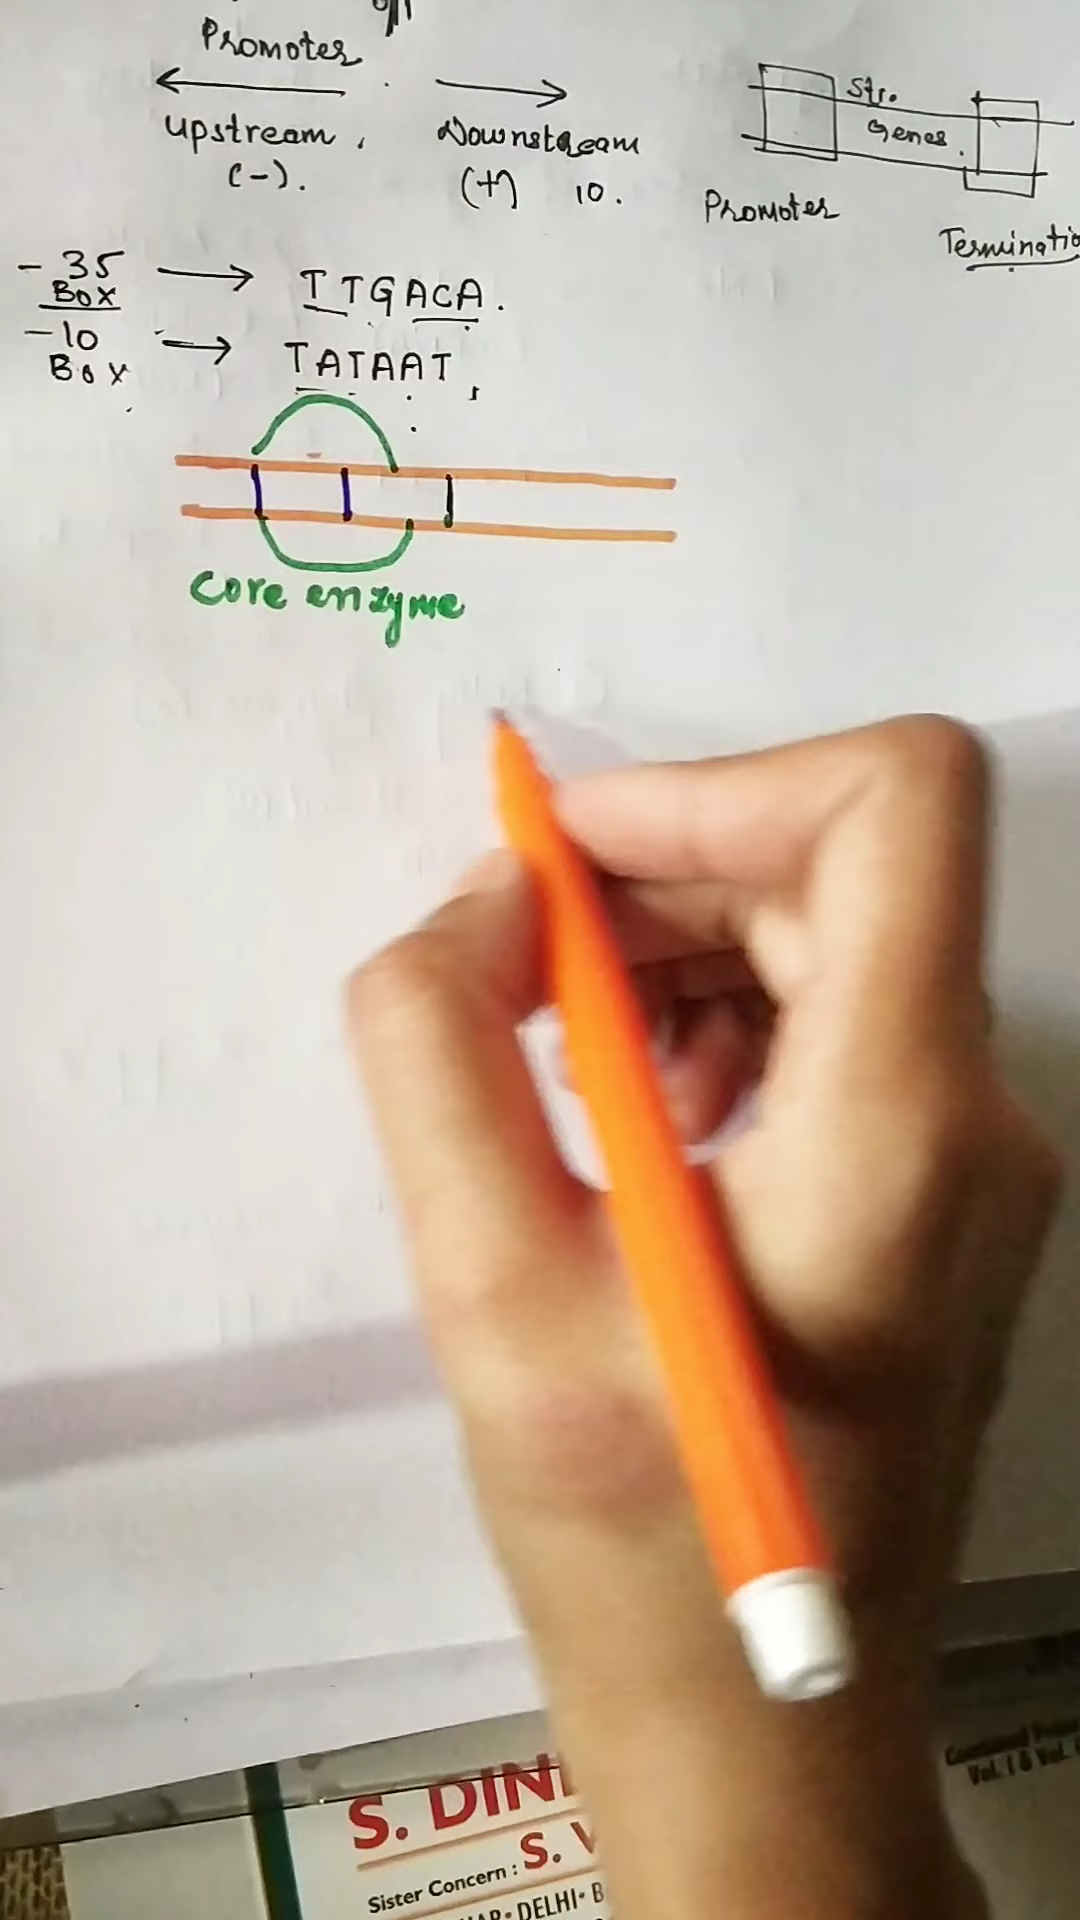 Promoter
Upstream,
(-).
Downstream
(+) 10.
Str.
Genes.
Promoter
-35
Box
→ TTGACA.
-10
Box
→ TATAAT,
Core enzyme
S. DIN
Sister Concern : S. V
DELHI • B
Vol. I &